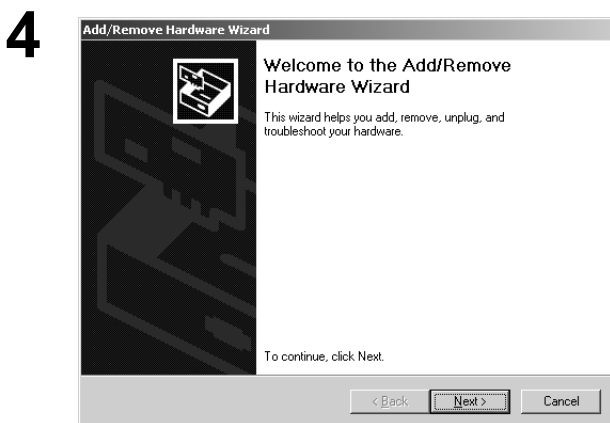 4
Add/Remove Hardware Wizard
Welcome to the Add/Remove
Hardware Wizard
This wizard helps you add, remove, unplug, and
troubleshoot your hardware.
To continue, click Next.
< Back Next > Cancel